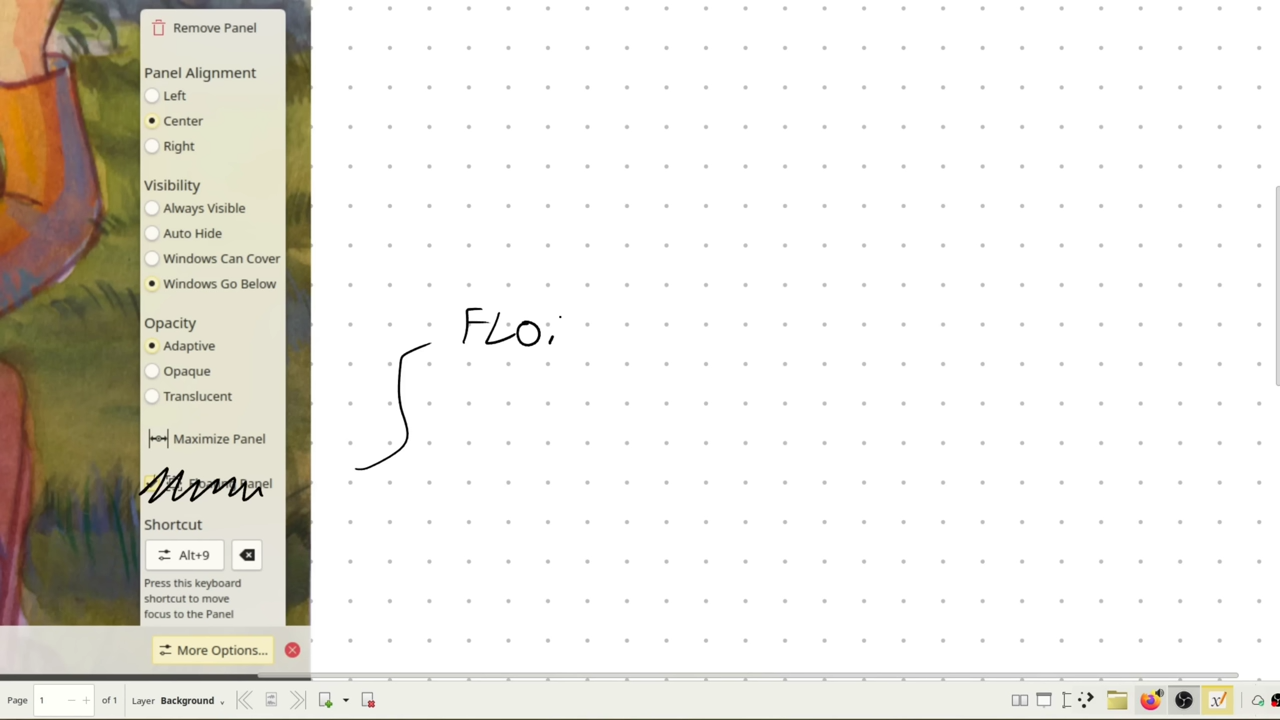 Remove Panel
Panel Alignment
Left
Center
Right
Visibility
Always Visible
Auto Hide
Windows Can Cover
Windows Go Below
Opacity
Adaptive
Opaque
Translucent
Maximize Panel
Panel
Shortcut
Alt+9
Press this keyboard
shortcut to move
focus to the Panel
More Options...
FLOi
Page 1 of 1 Layer Background